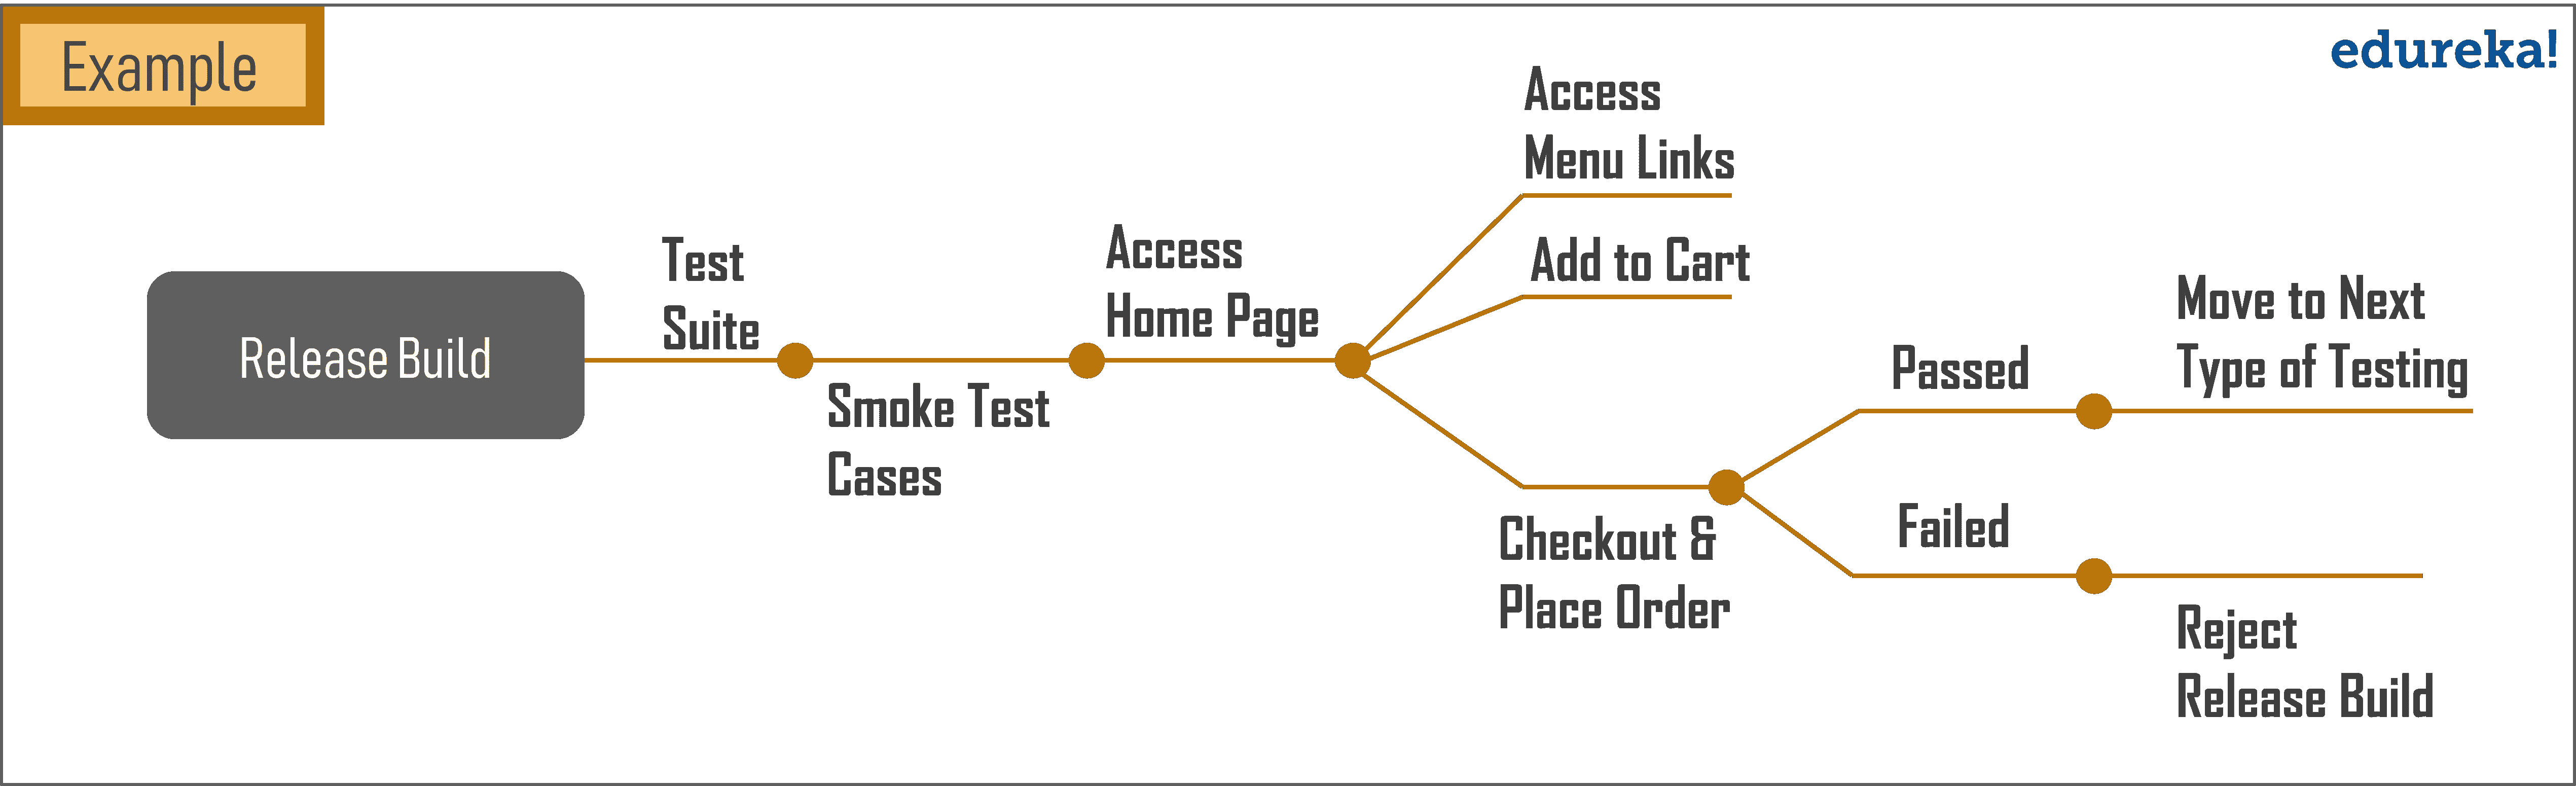 Example
edureka!
Release Build
Test
Suite
Smoke Test
Cases
Access
Home Page
Access
Menu Links
Add to Cart
Checkout &
Place Order
Passed
Move to Next
Type of Testing
Failed
Reject
Release Build